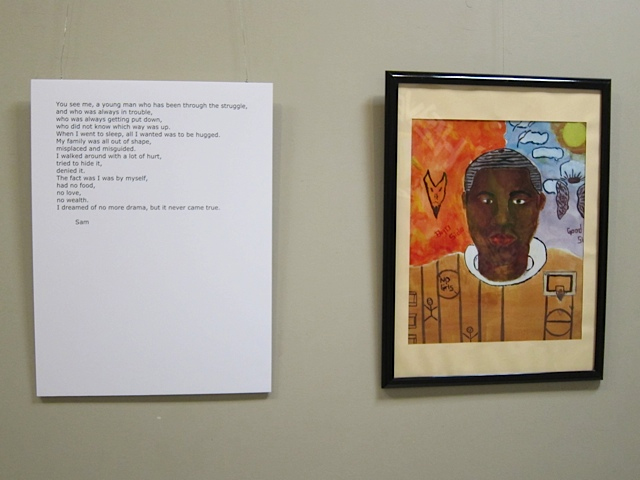 You see me, a young man who has been through the struggle,
and who was always in trouble,
who was always getting put down,
who did not know which way was up.
When I went to sleep, all I wanted was to be hugged.
My family was all out of shape,
misplaced and misguided.
I walked around with a lot of hurt,
tried to hide it,
denied it.
The fact was I was by myself,
had no food,
no love,
no wealth.
I dreamed of no more drama, but it never came true.
Sam
Good